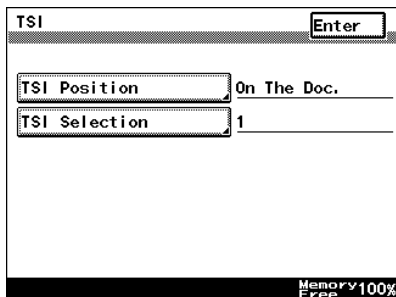 TSI Enter
TSI Position On The Doc.
TSI Selection 1
Memory Free 100%